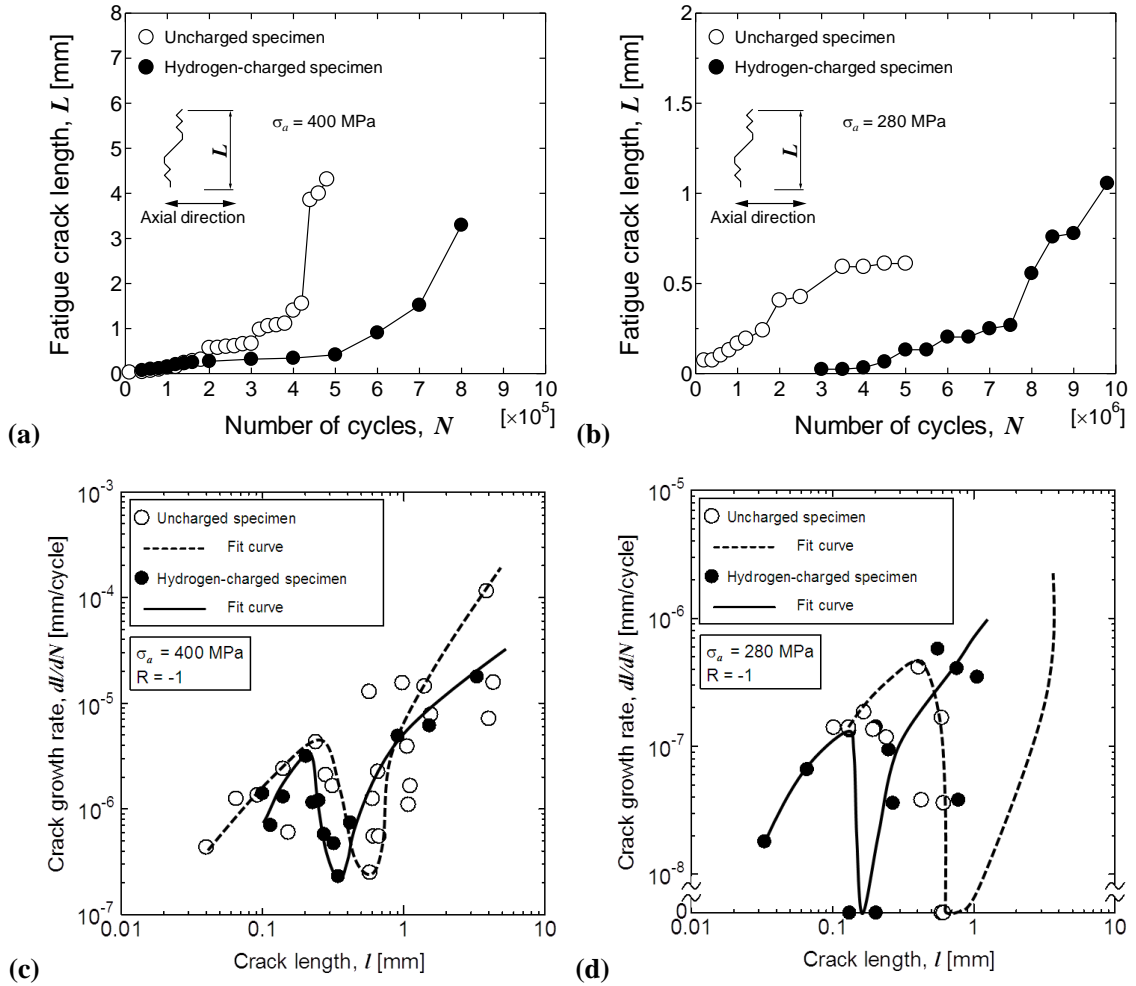 8
7
6
5
4
3
2
1
0
Fatigue crack length, L [mm]
Uncharged specimen
Hydrogen-charged specimen
σa = 400 MPa
L
Axial direction
0 1 2 3 4 5 6 7 8 9 10
[×10⁵]
Number of cycles, N
(a)
2
1.5
1
0.5
0
Fatigue crack length, L [mm]
Uncharged specimen
Hydrogen-charged specimen
σa = 280 MPa
L
Axial direction
0 1 2 3 4 5 6 7 8 9 10
[×10⁶]
Number of cycles, N
(b)
10⁻³
10⁻⁴
10⁻⁵
10⁻⁶
10⁻⁷
Crack growth rate, dl/dN [mm/cycle]
Uncharged specimen
Fit curve
Hydrogen-charged specimen
Fit curve
σa = 400 MPa
R = -1
0.01 0.1 1 10
Crack length, l [mm]
(c)
10⁻⁵
10⁻⁶
10⁻⁷
10⁻⁸
0
Crack growth rate, dl/dN [mm/cycle]
Uncharged specimen
Fit curve
Hydrogen-charged specimen
Fit curve
σa = 280 MPa
R = -1
0.01 0.1 1 10
Crack length, l [mm]
(d)